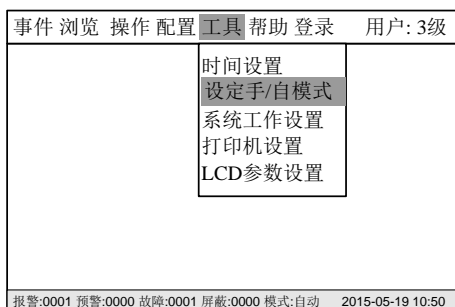 事件 浏览 操作 配置 工具 帮助 登录 用户: 3级
时间设置
设定手/自模式
系统工作设置
打印机设置
LCD参数设置
报警:0001 预警:0000 故障:0001 屏蔽:0000 模式:自动 2015-05-19 10:50